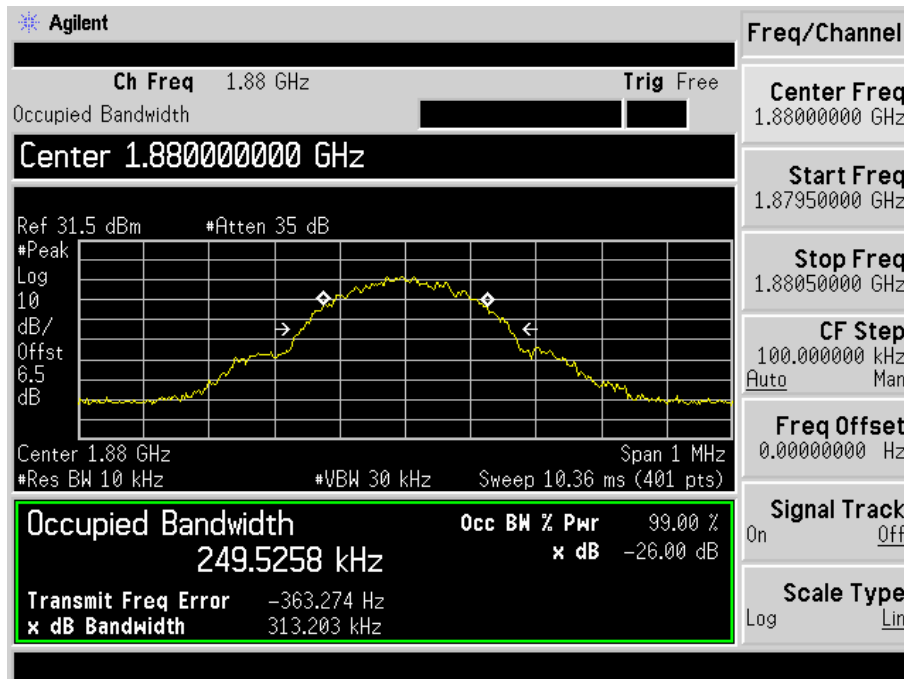 Agilent
Ch Freq 1.88 GHz Trig Free
Occupied Bandwidth
Center 1.880000000 GHz
Ref 31.5 dBm #Atten 35 dB
#Peak
Log
10
dB/
Offst
6.5
dB
Center 1.88 GHz Span 1 MHz
#Res BW 10 kHz #VBW 30 kHz Sweep 10.36 ms (401 pts)
Occupied Bandwidth Occ BW % Pwr 99.00 %
249.5258 kHz x dB -26.00 dB
Transmit Freq Error -363.274 Hz
x dB Bandwidth 313.203 kHz
Freq/Channel
Center Freq
1.88000000 GHz
Start Freq
1.87950000 GHz
Stop Freq
1.88050000 GHz
CF Step
100.000000 kHz
Auto Man
Freq Offset
0.00000000 Hz
Signal Track
On Off
Scale Type
Log Lin